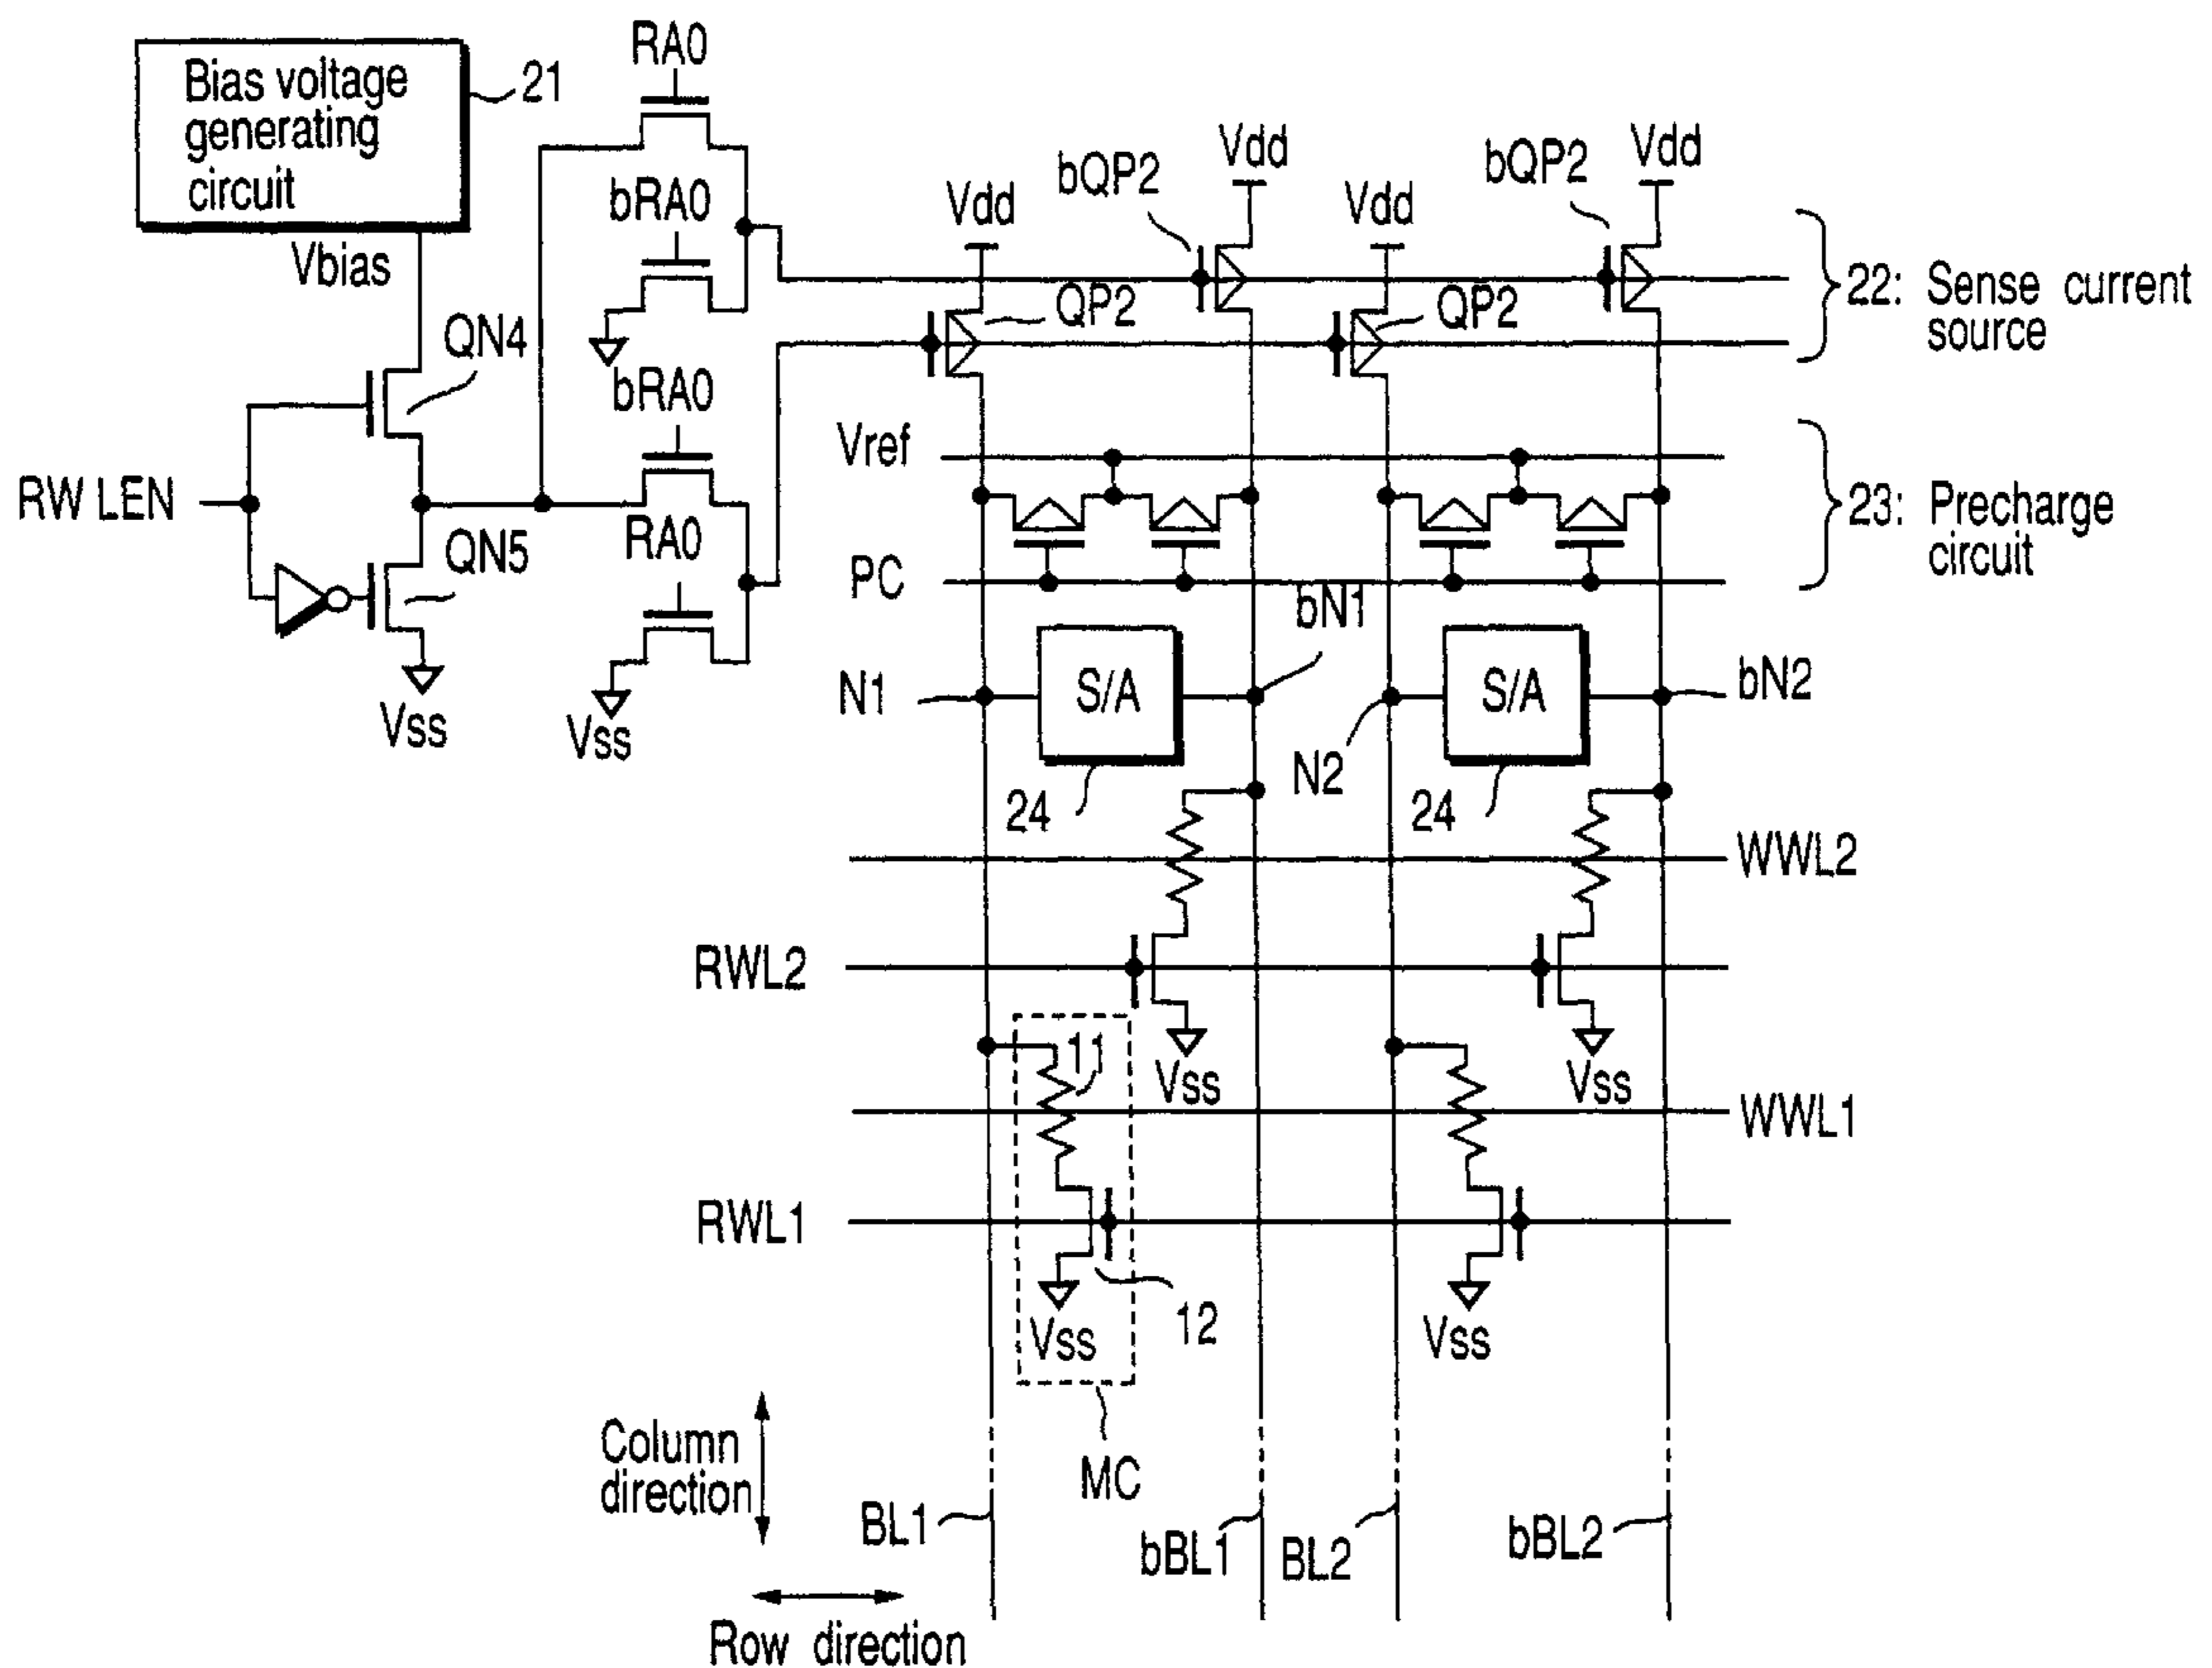 Bias voltage
generating
circuit
21
Vbias
RA0
bRA0
bRA0
RA0
QN4
RW LEN
QN5
Vss
Vss
Vdd
bQP2
Vdd
Vdd
bQP2
Vdd
QP2
QP2
22: Sense current
source
Vref
PC
23: Precharge
circuit
bN1
N1
S/A
S/A
bN2
N2
24
24
WWL2
RWL2
11
Vss
Vss
WWL1
RWL1
12
Vss
Vss
MC
Column
direction
BL1
bBL1
BL2
bBL2
Row direction